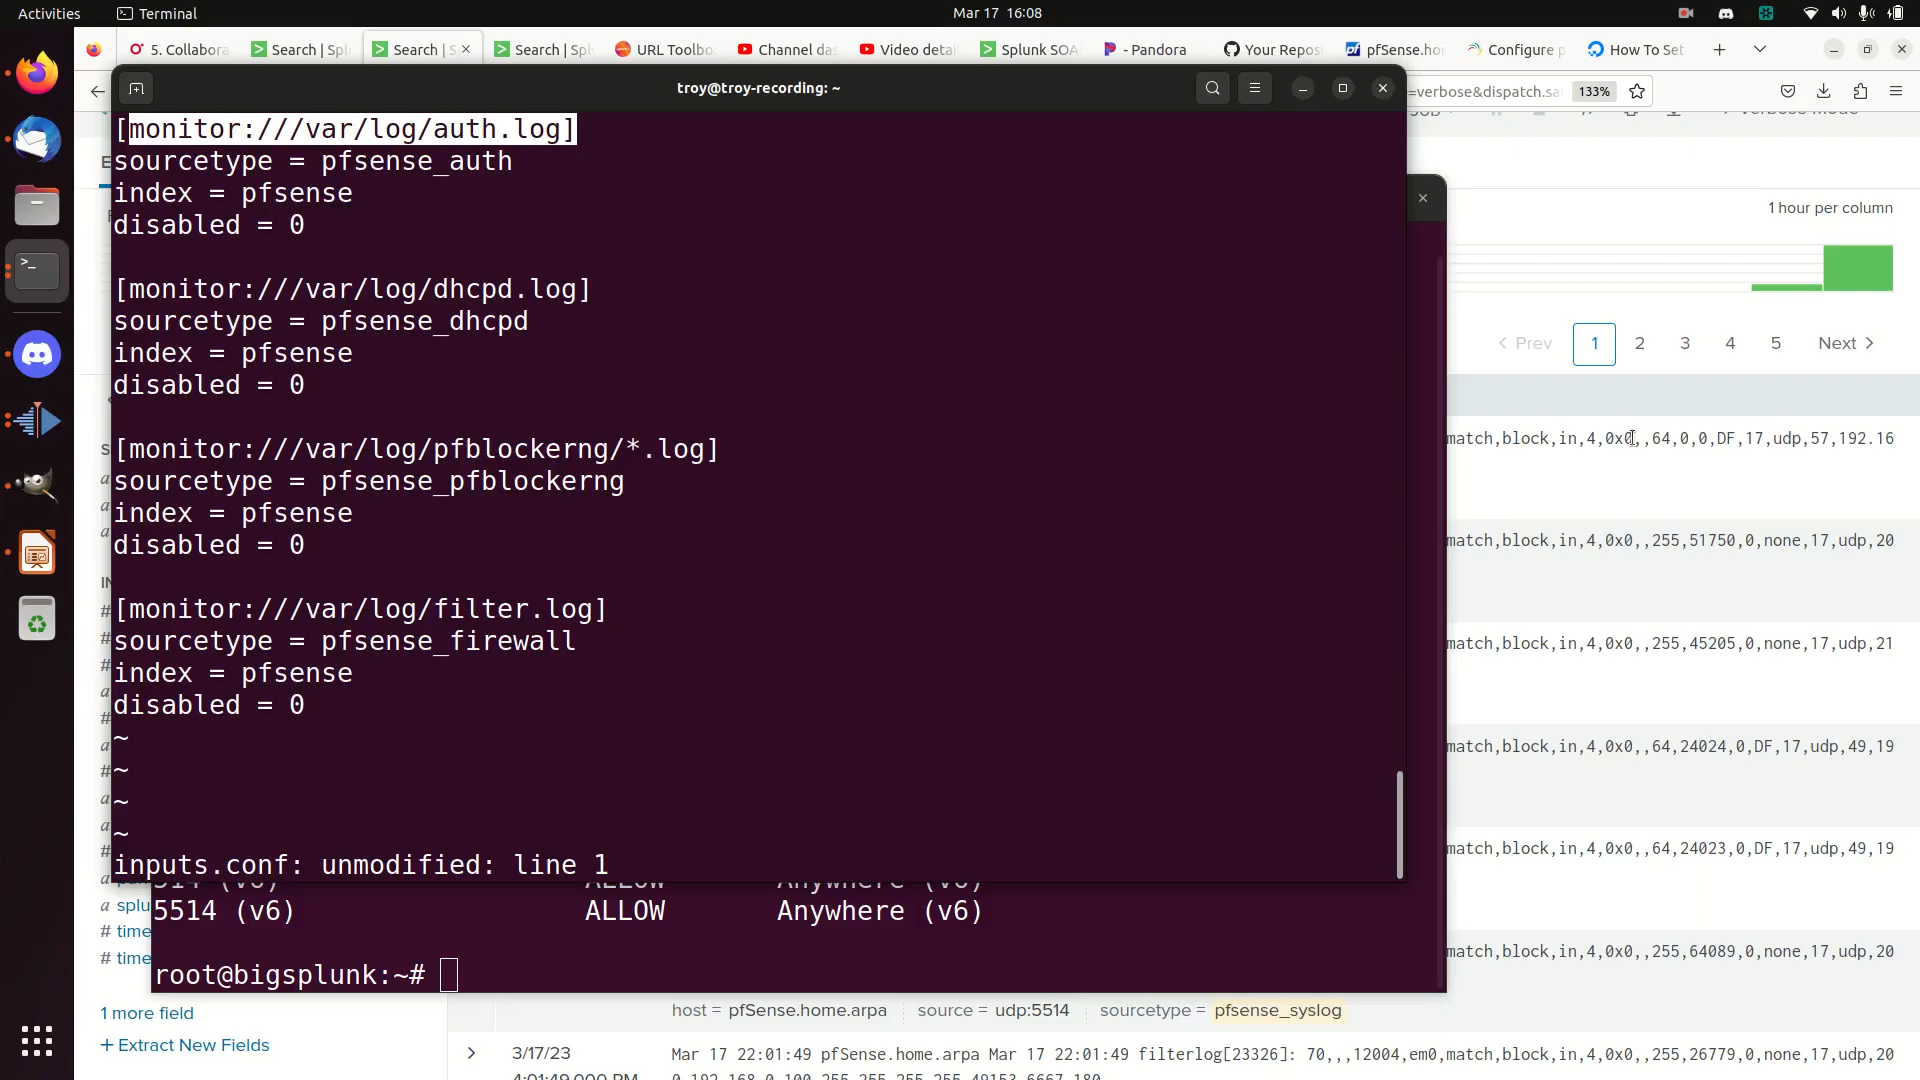 Activities
Terminal
Mar 17 16:08
5. Collabora
Search | Spl
Search | S
Search | Spl
URL Toolbo
Channel das
Video detai
Splunk SOA
- Pandora
Your Repos
pfSense.hor
Configure p
How To Set
troy@troy-recording: ~
=verbose&dispatch.sa
133%
[monitor:///var/log/auth.log]
sourcetype = pfsense_auth
index = pfsense
disabled = 0
[monitor:///var/log/dhcpd.log]
sourcetype = pfsense_dhcpd
index = pfsense
disabled = 0
[monitor:///var/log/pfblockerng/*.log]
sourcetype = pfsense_pfblockerng
index = pfsense
disabled = 0
[monitor:///var/log/filter.log]
sourcetype = pfsense_firewall
index = pfsense
disabled = 0
~
~
~
~
inputs.conf: unmodified: line 1
5514 (v6) ALLOW Anywhere (v6)
root@bigsplunk:~#
1 hour per column
Prev 1 2 3 4 5 Next
match,block,in,4,0x0,,64,0,0,DF,17,udp,57,192.16
match,block,in,4,0x0,,255,51750,0,none,17,udp,20
match,block,in,4,0x0,,255,45205,0,none,17,udp,21
match,block,in,4,0x0,,64,24024,0,DF,17,udp,49,19
match,block,in,4,0x0,,64,24023,0,DF,17,udp,49,19
match,block,in,4,0x0,,255,64089,0,none,17,udp,20
a splu
# time
# time
1 more field
+ Extract New Fields
host = pfSense.home.arpa source = udp:5514 sourcetype = pfsense_syslog
3/17/23 Mar 17 22:01:49 pfSense.home.arpa Mar 17 22:01:49 filterlog[23326]: 70,,,12004,em0,match,block,in,4,0x0,,255,26779,0,none,17,udp,20
4:01:49.000 PM